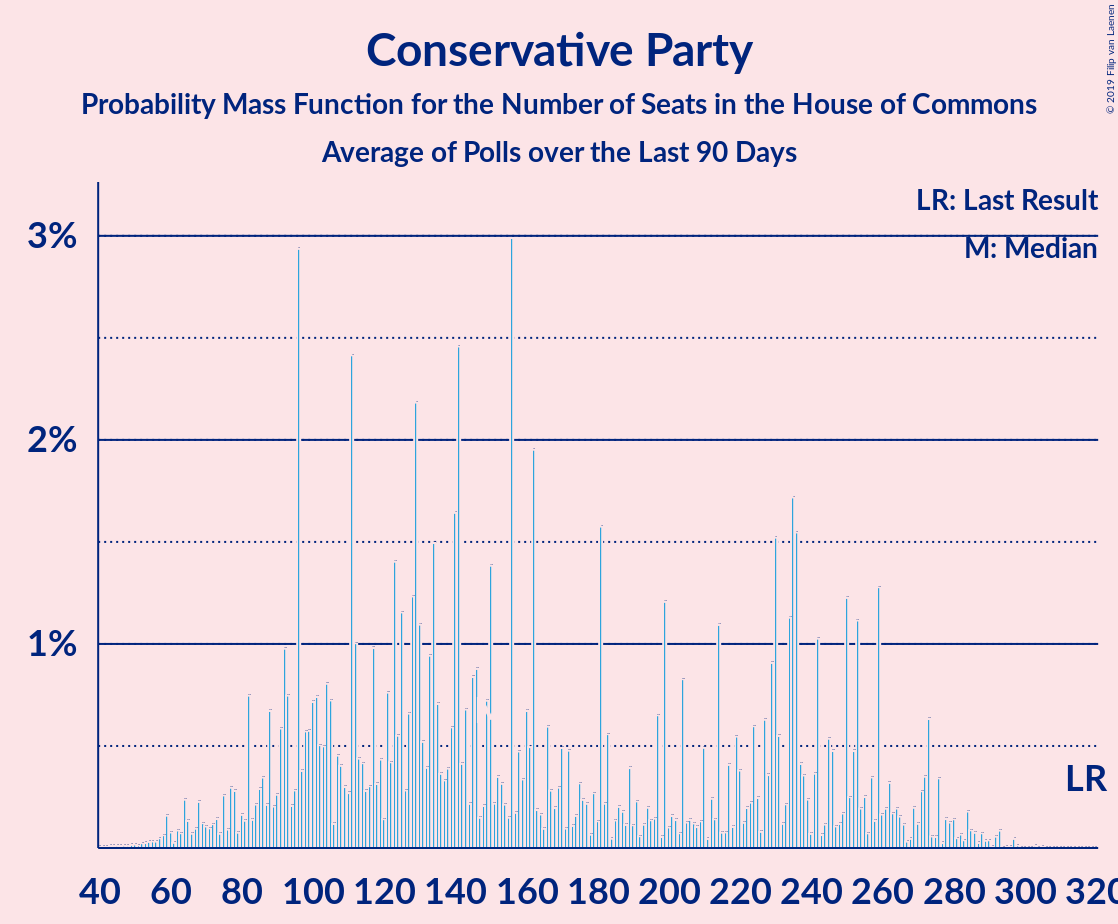 Conservative Party
Probability Mass Function for the Number of Seats in the House of Commons
Average of Polls over the Last 90 Days
© 2019 Filip van Laenen
LR: Last Result
M: Median
3%
2%
1%
LR
40 60 80 100 120 140 160 180 200 220 240 260 280 300 320